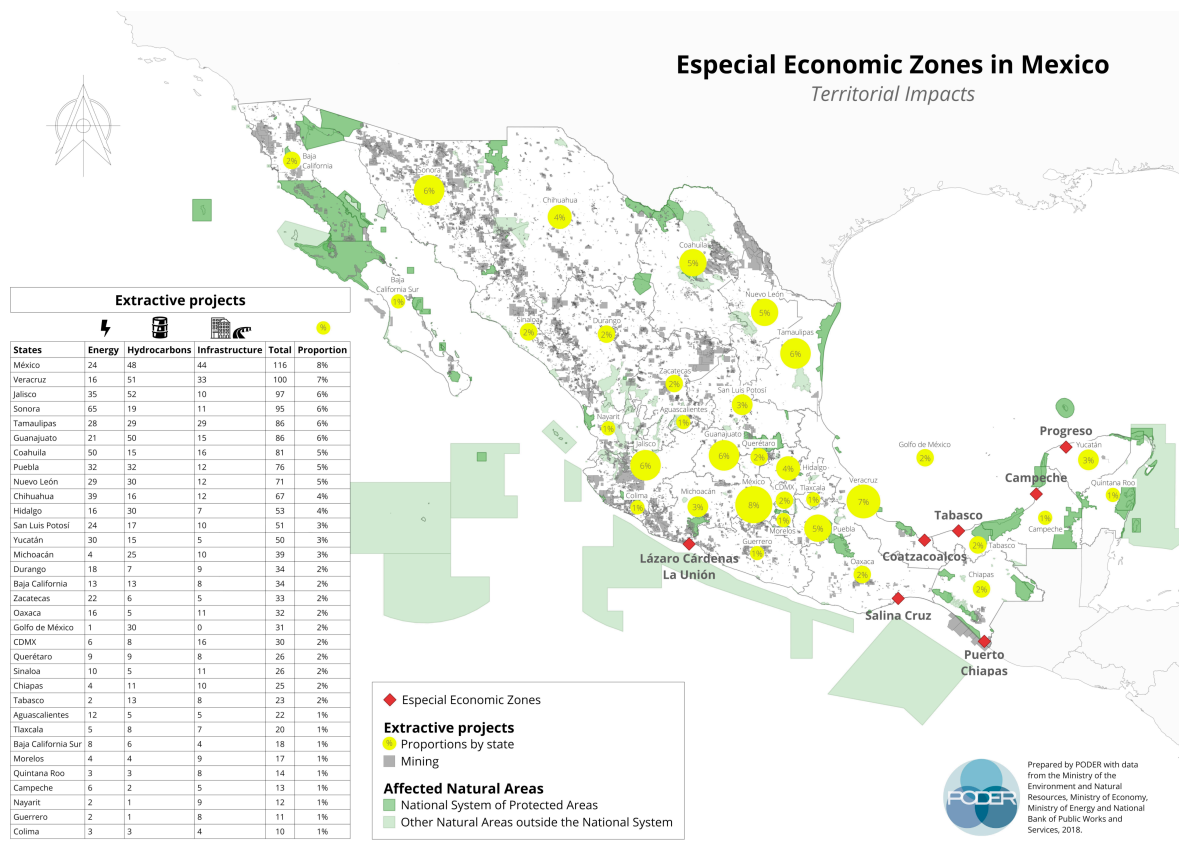 Especial Economic Zones in Mexico
Territorial Impacts
Extractive projects
%
States Energy Hydrocarbons Infrastructure Total Proportion
México 24 48 44 116 8%
Veracruz 16 51 33 100 7%
Jalisco 35 52 10 97 6%
Sonora 65 19 11 95 6%
Tamaulipas 28 29 29 86 6%
Guanajuato 21 50 15 86 6%
Coahuila 50 15 16 81 5%
Puebla 32 32 12 76 5%
Nuevo León 29 30 12 71 5%
Chihuahua 39 16 12 67 4%
Hidalgo 16 30 7 53 4%
San Luis Potosí 24 17 10 51 3%
Yucatán 30 15 5 50 3%
Michoacán 4 25 10 39 3%
Durango 18 7 9 34 2%
Baja California 13 13 8 34 2%
Zacatecas 22 6 5 33 2%
Oaxaca 16 5 11 32 2%
Golfo de México 1 30 0 31 2%
CDMX 6 8 16 30 2%
Querétaro 9 9 8 26 2%
Sinaloa 10 5 11 26 2%
Chiapas 4 11 10 25 2%
Tabasco 2 13 8 23 2%
Aguascalientes 12 5 5 22 1%
Tlaxcala 5 8 7 20 1%
Baja California Sur 8 6 4 18 1%
Morelos 4 4 9 17 1%
Quintana Roo 3 3 8 14 1%
Campeche 6 2 5 13 1%
Nayarit 2 1 9 12 1%
Guerrero 2 1 8 11 1%
Colima 3 3 4 10 1%
2% Baja
California
Sonora
6%
Chihuahua
4%
Coahuila
5%
Baja
California Sur
1%
Nuevo León
5%
Sinaloa
2%
Durango
2%
Tamaulipas
6%
Zacatecas
2%
San Luis Potosí
3%
Aguascalientes
1%
Nayarit
1%
Jalisco
6%
Guanajuato
6%
Querétaro
2%
Hidalgo
4%
Golfo de México
2%
Progreso
Yucatán
3%
Campeche
Quintana Roo
1%
1%
Campeche
Colima
1%
Michoacán
3%
México
8%
CDMX
2%
Tlaxcala
1%
Veracruz
7%
Morelos
1%
5% Puebla
Guerrero
1%
Tabasco
2% Tabasco
Coatzacoalcos
Oaxaca
2%
Chiapas
2%
Lázaro Cárdenas
La Unión
Salina Cruz
Puerto
Chiapas
Especial Economic Zones
Extractive projects
% Proportions by state
Mining
Affected Natural Areas
National System of Protected Areas
Other Natural Areas outside the National System
PODER
Prepared by PODER with data
from the Ministry of the
Environment and Natural
Resources, Ministry of Economy,
Ministry of Energy and National
Bank of Public Works and
Services, 2018.